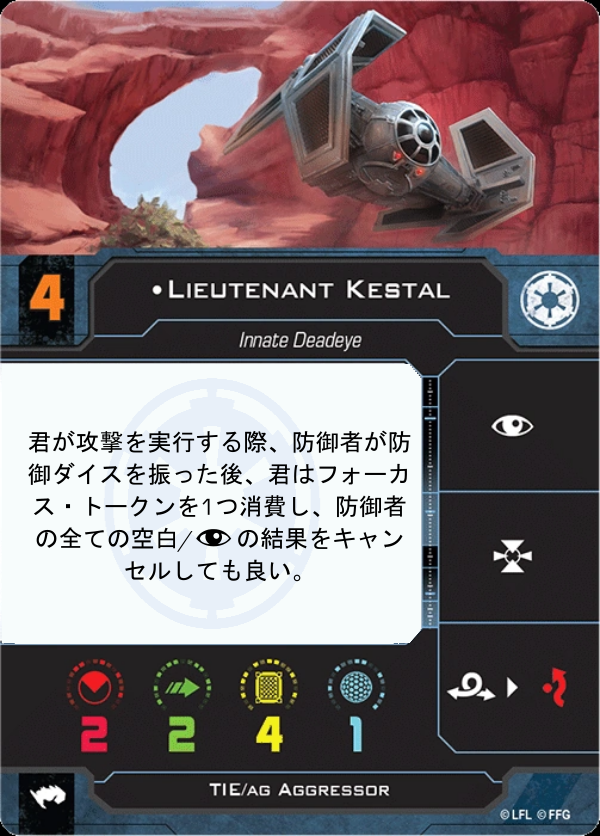 4
•Lieutenant Kestal
Innate Deadeye
君が攻撃を実行する際、防御者が防
御ダイスを振った後、君はフォーカ
ス・トークンを1つ消費し、防御者
の全ての空白/ の結果をキャン
セルしても良い。
2 2 4 1
TIE/ag Aggressor
©LFL ©FFG